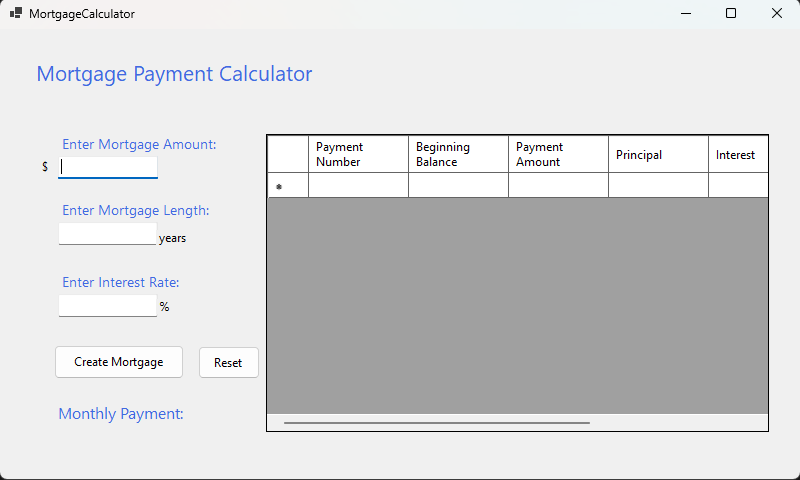 MortgageCalculator
Mortgage Payment Calculator
Enter Mortgage Amount:
$
Enter Mortgage Length:
years
Enter Interest Rate:
%
Create Mortgage
Reset
Monthly Payment:
Payment
Number
Beginning
Balance
Payment
Amount
Principal
Interest